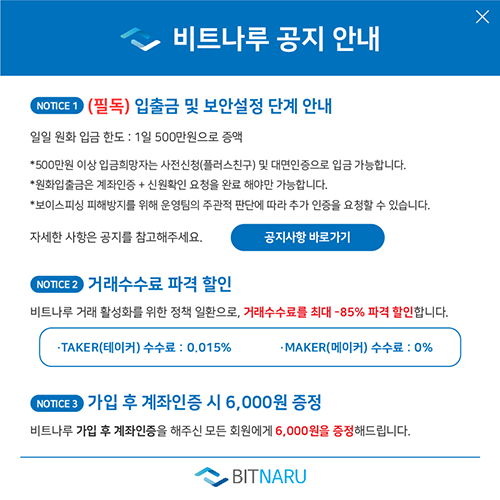 비트나루 공지 안내
NOTICE 1 (필독) 입출금 및 보안설정 단계 안내
일일 원화 입금 한도 : 1일 500만원으로 증액
*500만원 이상 입금희망자는 사전신청(플러스친구) 및 대면인증으로 입금 가능합니다.
*원화입출금은 계좌인증 + 신원확인 요청을 완료 해야만 가능합니다.
*보이스피싱 피해방지를 위해 운영팀의 주관적 판단에 따라 추가 인증을 요청할 수 있습니다.
자세한 사항은 공지를 참고해주세요. 공지사항 바로가기
NOTICE 2 거래수수료 파격 할인
비트나루 거래 활성화를 위한 정책 일환으로, 거래수수료를 최대 -85% 파격 할인합니다.
·TAKER(테이커) 수수료 : 0.015% ·MAKER(메이커) 수수료 : 0%
NOTICE 3 가입 후 계좌인증 시 6,000원 증정
비트나루 가입 후 계좌인증을 해주신 모든 회원에게 6,000원을 증정해드립니다.
BITNARU